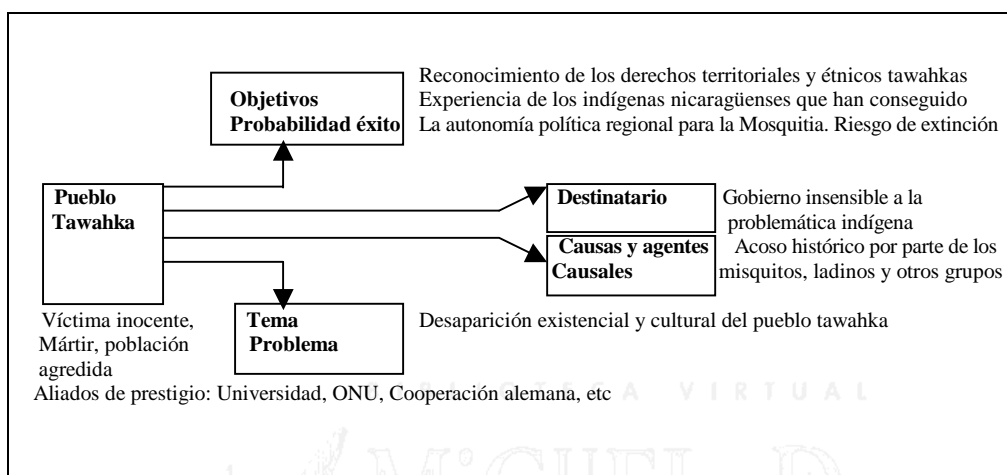 Reconocimiento de los derechos territoriales y étnicos tawahkas
Objetivos
Experiencia de los indígenas nicaragüenses que han conseguido
Probabilidad éxito
La autonomía política regional para la Mosquitia. Riesgo de extinción
Pueblo
Tawahka
Destinatario
Gobierno insensible a la
problemática indígena
Causas y agentes
Causales
Acoso histórico por parte de los
misquitos, ladinos y otros grupos
Víctima inocente,
Mártir, población
agredida
Tema
Problema
Desaparición existencial y cultural del pueblo tawahka
Aliados de prestigio: Universidad, ONU, Cooperación alemana, etc
BIBLIOTECA VIRTUAL
MIGUEL D